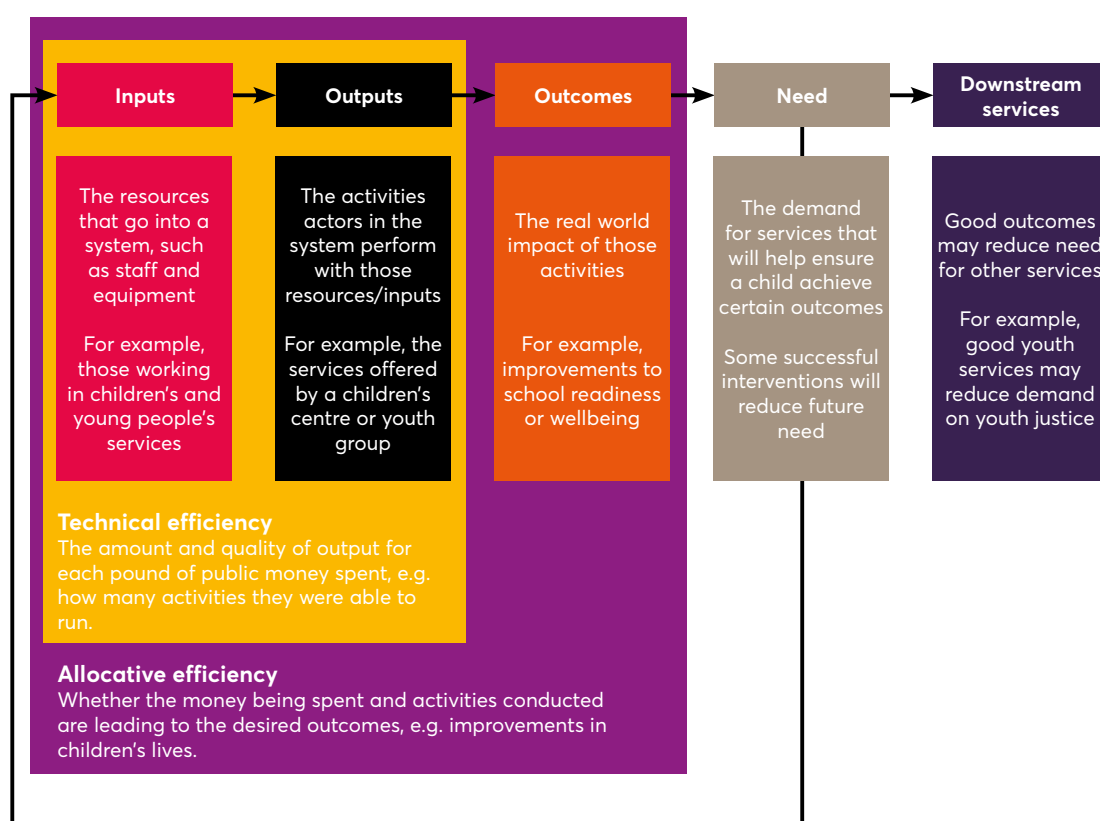 Inputs
Outputs
Outcomes
Need
Downstream
services
The resources
that go into a
system, such
as staff and
equipment
For example,
those working
in children's and
young people's
services
The activities
actors in the
system perform
with those
resources/inputs
For example, the
services offered
by a children's
centre or youth
group
The real world
impact of those
activities
For example,
improvements to
school readiness
or wellbeing
The demand
for services that
will help ensure
a child achieve
certain outcomes
Some successful
interventions will
reduce future
need
Good outcomes
may reduce need
for other services
For example,
good youth
services may
reduce demand
on youth justice
Technical efficiency
The amount and quality of output for
each pound of public money spent, e.g.
how many activities they were able to
run.
Allocative efficiency
Whether the money being spent and activities conducted
are leading to the desired outcomes, e.g. improvements in
children's lives.